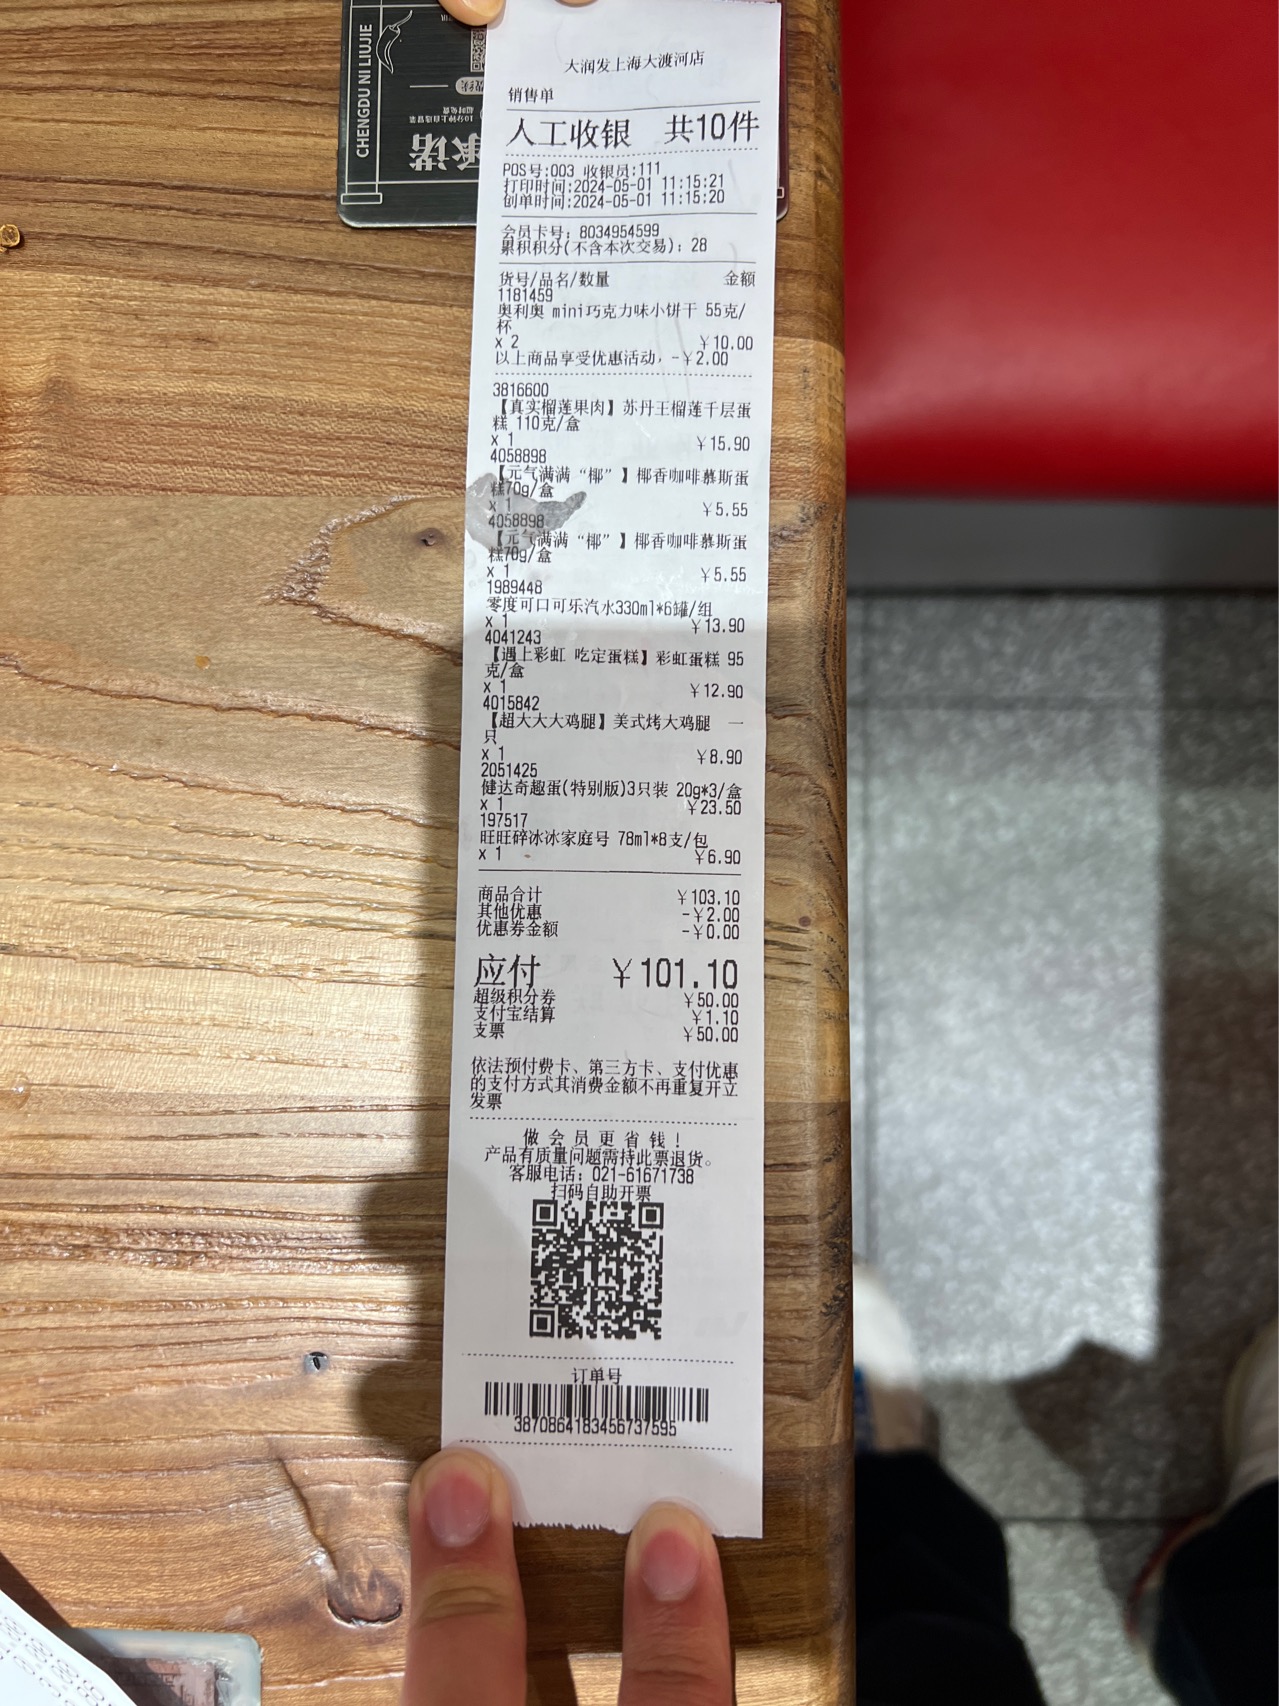 CHENGDU NI LIUJIE
承诺
10分钟上自选冒菜
超时免费
大润发上海大渡河店
销售单
人工收银 共10件
POS号:003 收银员:111
打印时间:2024-05-01 11:15:21
创单时间:2024-05-01 11:15:20
会员卡号: 8034954599
累积积分(不含本次交易): 28
货号/品名/数量 金额
1181459
奥利奥 mini巧克力味小饼干 55克/
杯
x 2 ￥10.00
以上商品享受优惠活动，-￥2.00
3816600
【真实榴莲果肉】苏丹王榴莲千层蛋
糕 110克/盒
x 1 ￥15.90
4058898
【元气满满“椰”】椰香咖啡慕斯蛋
糕70g/盒
x 1 ￥5.55
4058898
【元气满满“椰”】椰香咖啡慕斯蛋
糕70g/盒
x 1 ￥5.55
1989448
零度可口可乐汽水330ml*6罐/组
x 1 ￥13.90
4041243
【遇上彩虹 吃定蛋糕】彩虹蛋糕 95
克/盒
x 1 ￥12.90
4015842
【超大大大鸡腿】美式烤大鸡腿 一
只
x 1 ￥8.90
2051425
健达奇趣蛋(特别版)3只装 20g*3/盒
x 1 ￥23.50
197517
旺旺碎冰冰家庭号 78ml*8支/包
x 1 ￥6.90
商品合计 ￥103.10
其他优惠 -￥2.00
优惠券金额 -￥0.00
应付 ￥101.10
超级积分券 ￥50.00
支付宝结算 ￥1.10
支票 ￥50.00
依法预付费卡、第三方卡、支付优惠
的支付方式其消费金额不再重复开立
发票
做会员更省钱！
产品有质量问题需持此票退货。
客服电话: 021-61671738
扫码自助开票
订单号
3870864183456737595